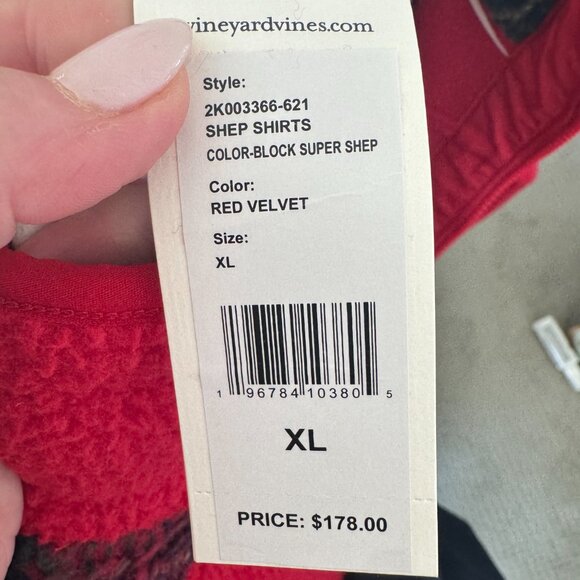 vineyardvines.com
Style:
2K003366-621
SHEP SHIRTS
COLOR-BLOCK SUPER SHEP
Color:
RED VELVET
Size:
XL
1 96784 10380 5
XL
PRICE: $178.00